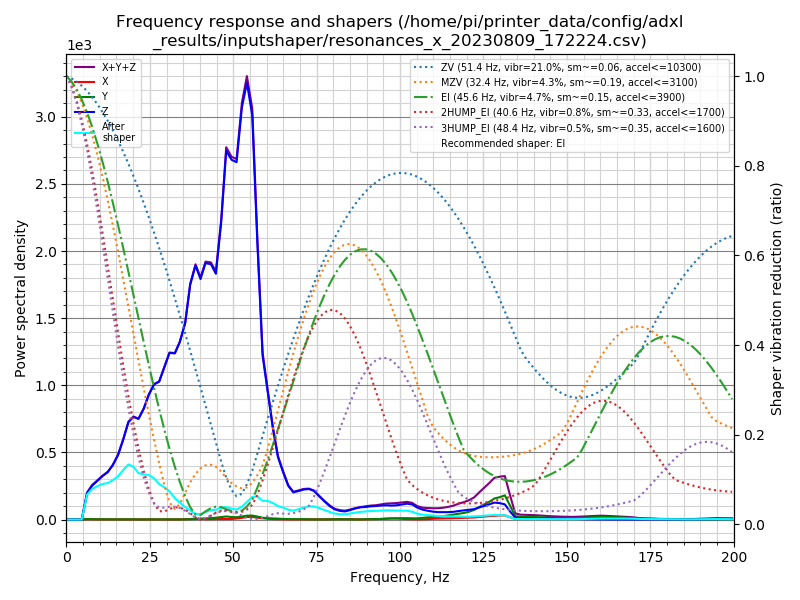 Frequency response and shapers (/home/pi/printer_data/config/adxl
_results/inputshaper/resonances_x_20230809_172224.csv)
1e3
X+Y+Z
X
Y
Z
After
shaper
ZV (51.4 Hz, vibr=21.0%, sm~=0.06, accel<=10300)
MZV (32.4 Hz, vibr=4.3%, sm~=0.19, accel<=3100)
EI (45.6 Hz, vibr=4.7%, sm~=0.15, accel<=3900)
2HUMP_EI (40.6 Hz, vibr=0.8%, sm~=0.33, accel<=1700)
3HUMP_EI (48.4 Hz, vibr=0.5%, sm~=0.35, accel<=1600)
Recommended shaper: EI
Power spectral density
3.0
2.5
2.0
1.5
1.0
0.5
0.0
1.0
0.8
0.6
0.4
0.2
0.0
Shaper vibration reduction (ratio)
0 25 50 75 100 125 150 175 200
Frequency, Hz